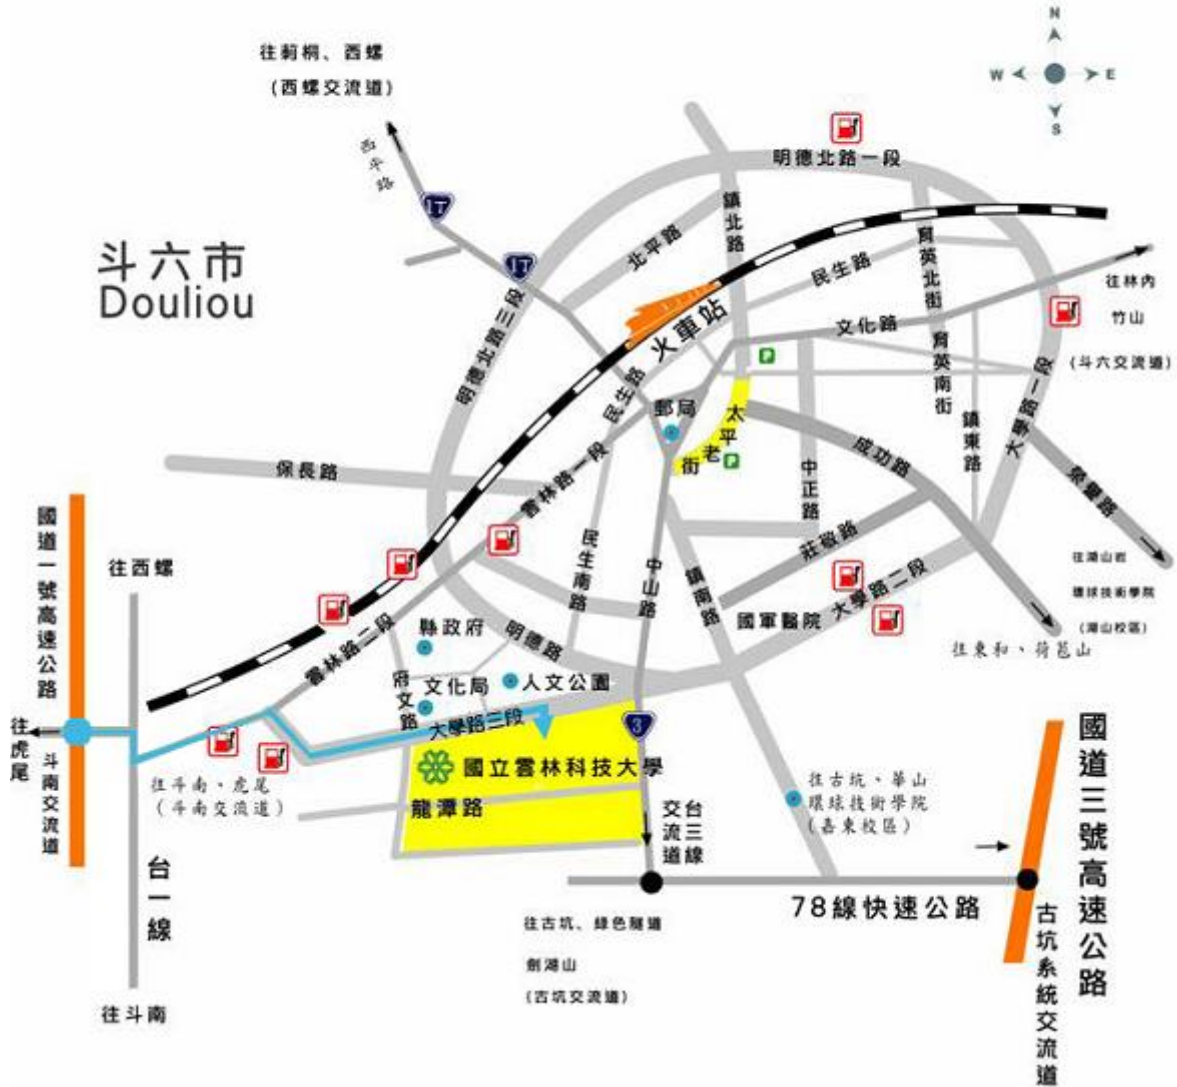 N
W E
S
往莿桐、西螺
(西螺交流道)
西平路
1丁
1丁
斗六市
Douliou
明德北路一段
鎮北路
北平路
育英北街
民生路
往林內
竹山
(斗六交流道)
明德北路三段
火車站
文化路
育英南街
民生路
郵局
太平老街
P
P
鎮東路
大學路一段
成功路
中正路
保長路
雲林路一段
莊敬路
民生南路
中山路
鎮南路
國軍醫院
大學路二段
往湖山岩
環球技術學院
(湖山校區)
往東和、荷苞山
國道一號高速公路
往西螺
雲林路二段
縣政府
明德路
府文路
文化局
人文公園
大學路三段
3
往虎尾
斗南交流道
往斗南、虎尾
(斗南交流道)
國立雲林科技大學
龍潭路
台三線
交流道
往古坑、華山
環球技術學院
(嘉東校區)
國道三號高速公路
台一線
78線快速公路
往古坑、綠色隧道
劍湖山
(古坑交流道)
古坑系統交流道
往斗南